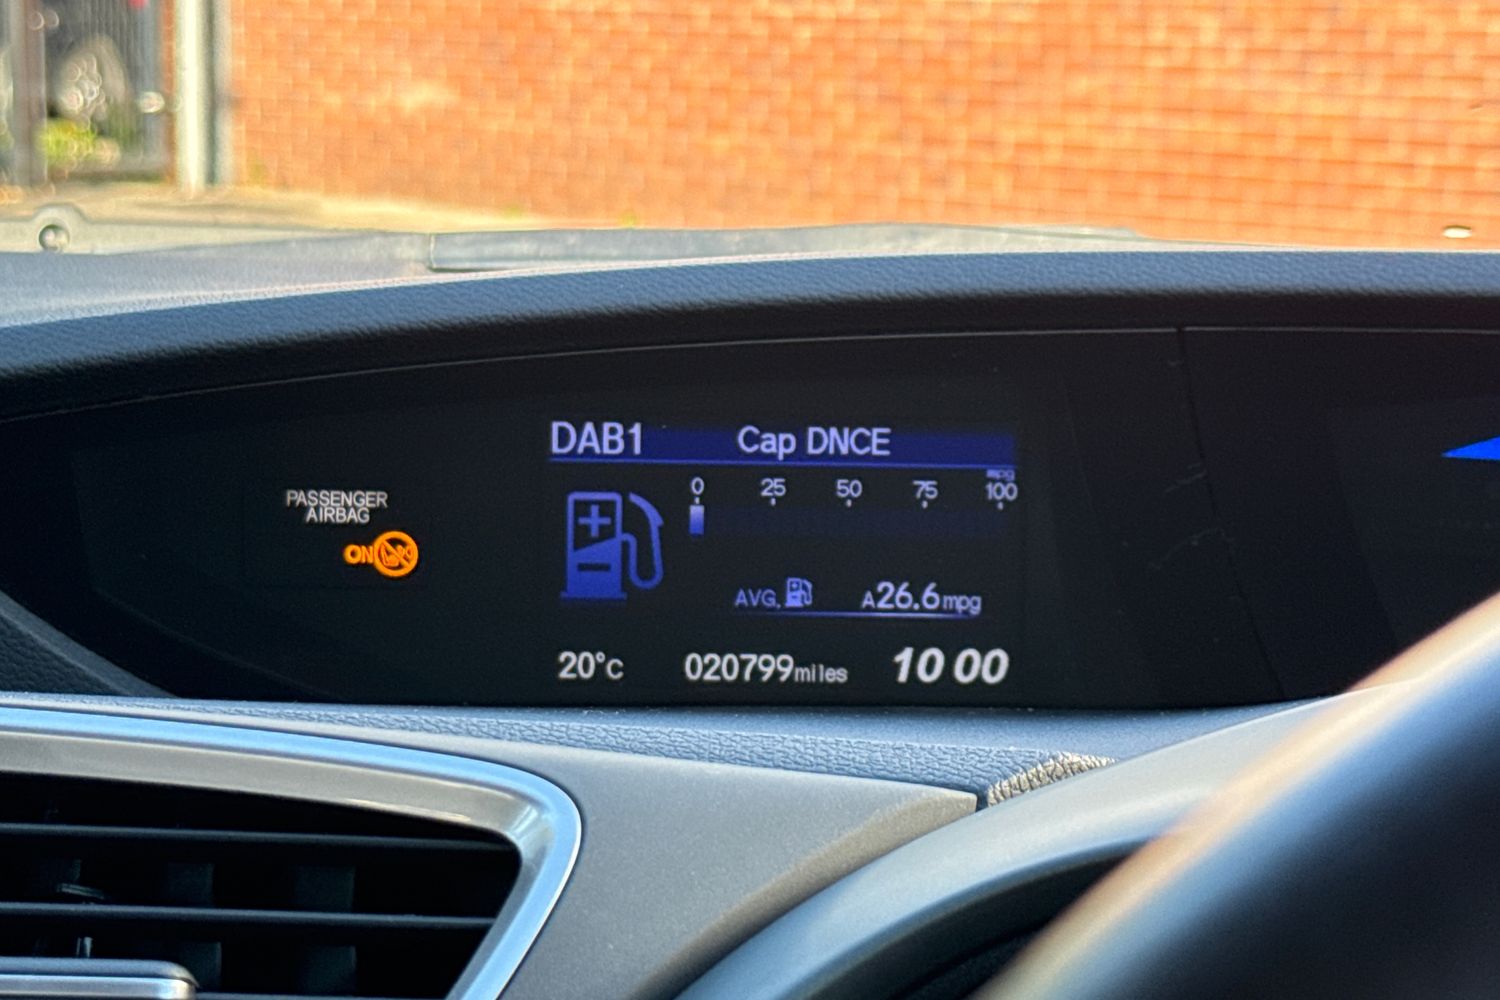 DAB1 Cap DNCE
mpg
0 25 50 75 100
PASSENGER
AIRBAG
ON
AVG. A26.6mpg
20°C 020799miles 10 00